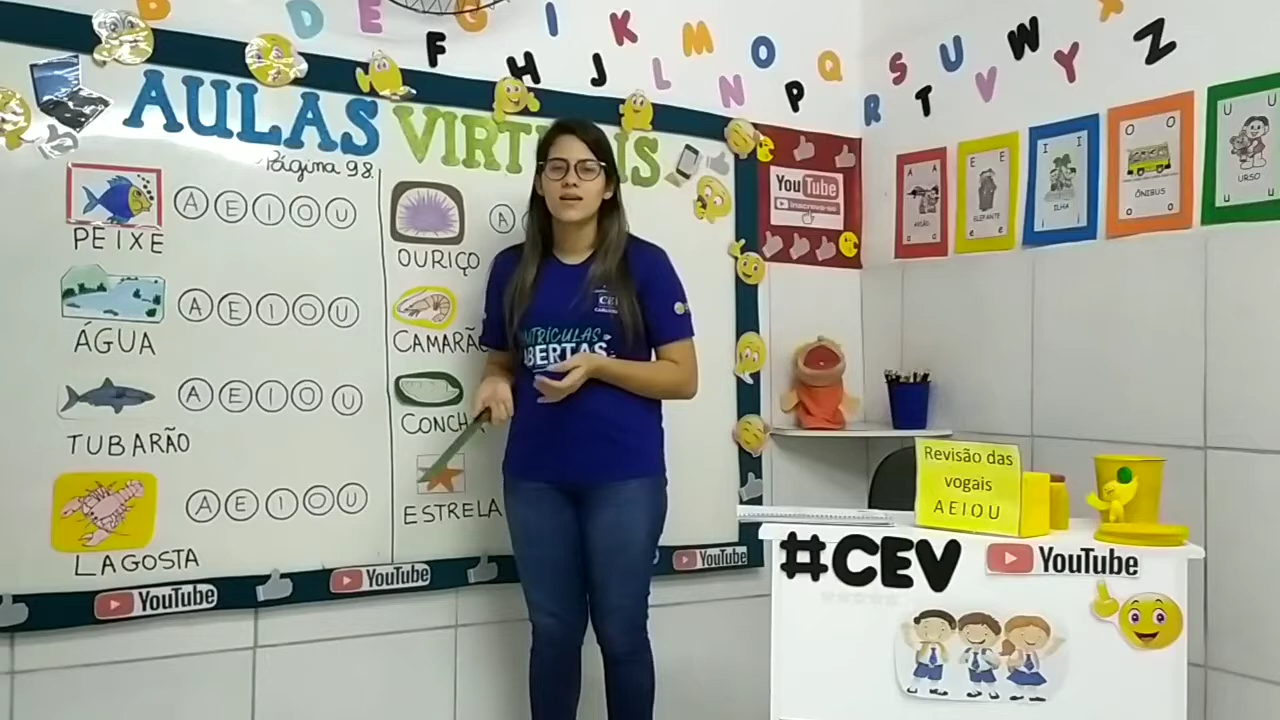 B D E G I K M O Q S U W Y X
F H J L N P R T V Z
AULAS VIRTUAIS
Página 98
PEIXE
A E I O U
ÁGUA
A E I O U
TUBARÃO
A E I O U
LAGOSTA
A E I O U
OURIÇO
A
CAMARÃO
CONCHA
ESTRELA
MATRÍCULAS
ABERTAS
YouTube
Inscreva-se
A A
AVIÃO
a a
E E
ELEFANTE
e e
I I
ILHA
i i
O O
ÔNIBUS
o o
U U
URSO
u u
YouTube
YouTube
YouTube
Revisão das
vogais
A E I O U
#CEV
YouTube